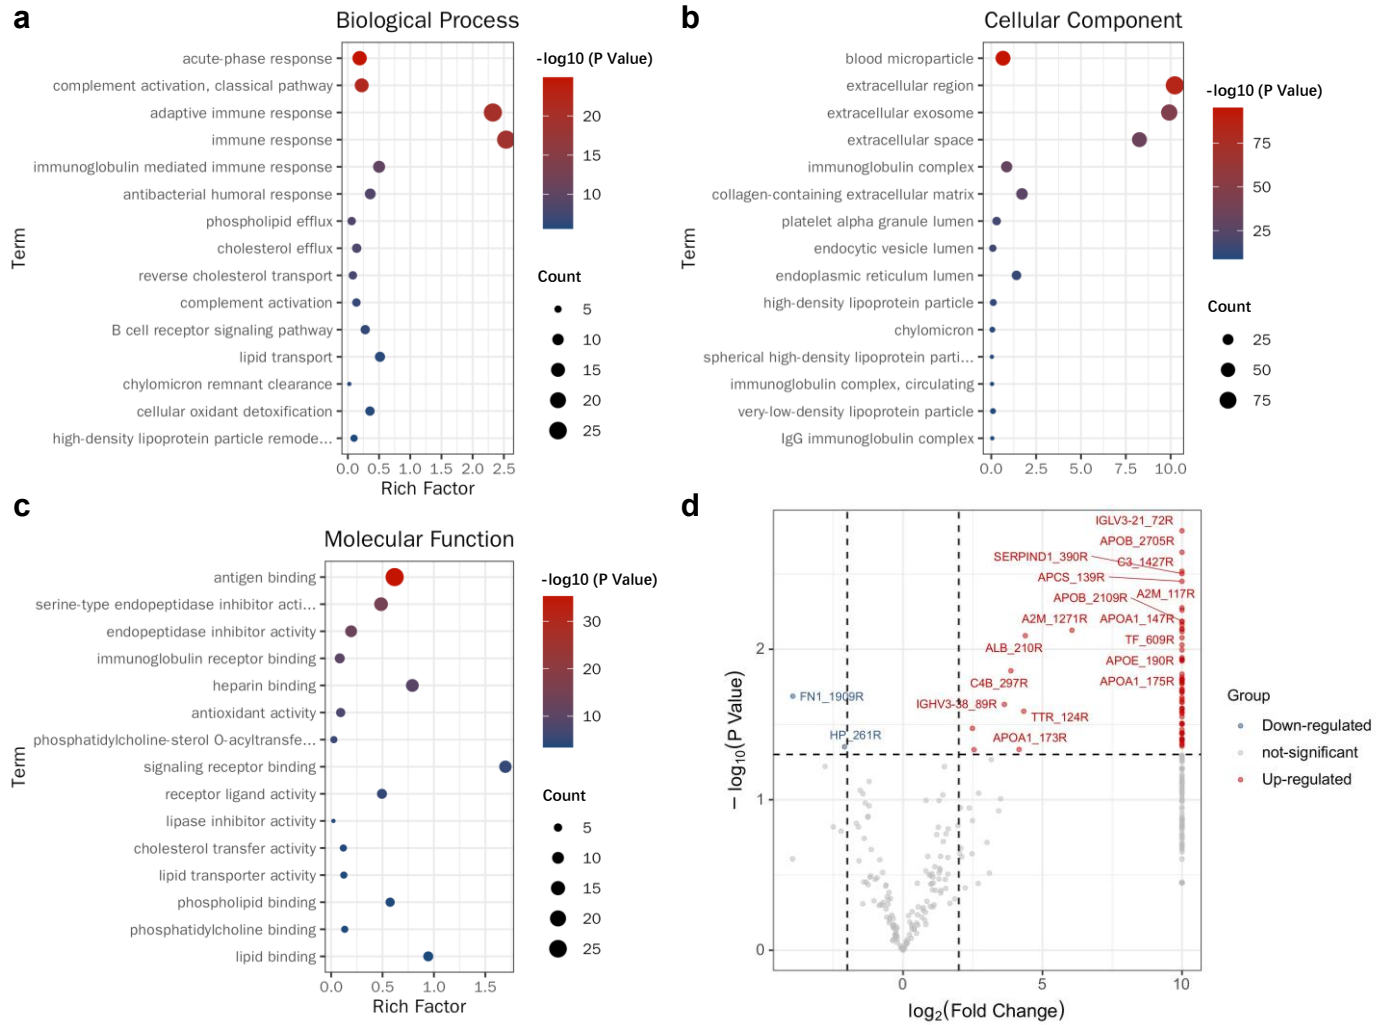 a
Biological Process
acute-phase response
complement activation, classical pathway
adaptive immune response
immune response
immunoglobulin mediated immune response
antibacterial humoral response
phospholipid efflux
cholesterol efflux
reverse cholesterol transport
complement activation
B cell receptor signaling pathway
lipid transport
chylomicron remnant clearance
cellular oxidant detoxification
high-density lipoprotein particle remode...
Term
0.0 0.5 1.0 1.5 2.0 2.5
Rich Factor
-log10 (P Value)
20
15
10
Count
5
10
15
20
25
b
Cellular Component
blood microparticle
extracellular region
extracellular exosome
extracellular space
immunoglobulin complex
collagen-containing extracellular matrix
platelet alpha granule lumen
endocytic vesicle lumen
endoplasmic reticulum lumen
high-density lipoprotein particle
chylomicron
spherical high-density lipoprotein parti...
immunoglobulin complex, circulating
very-low-density lipoprotein particle
IgG immunoglobulin complex
Term
0.0 2.5 5.0 7.5 10.0
-log10 (P Value)
75
50
25
Count
25
50
75
c
Molecular Function
antigen binding
serine-type endopeptidase inhibitor acti...
endopeptidase inhibitor activity
immunoglobulin receptor binding
heparin binding
antioxidant activity
phosphatidylcholine-sterol O-acyltransfe...
signaling receptor binding
receptor ligand activity
lipase inhibitor activity
cholesterol transfer activity
lipid transporter activity
phospholipid binding
phosphatidylcholine binding
lipid binding
Term
0.0 0.5 1.0 1.5
Rich Factor
-log10 (P Value)
30
20
10
Count
5
10
15
20
25
d
IGLV3-21_72R
APOB_2705R
SERPIND1_390R
C3_1427R
APCS_139R
APOB_2109R
A2M_117R
A2M_1271R
APOA1_147R
TF_609R
ALB_210R
APOE_190R
C4B_297R
APOA1_175R
FN1_1909R
IGHV3-38_89R
TTR_124R
HP_261R
APOA1_173R
2
1
0
− log10(P Value)
0 5 10
log2(Fold Change)
Group
Down-regulated
not-significant
Up-regulated